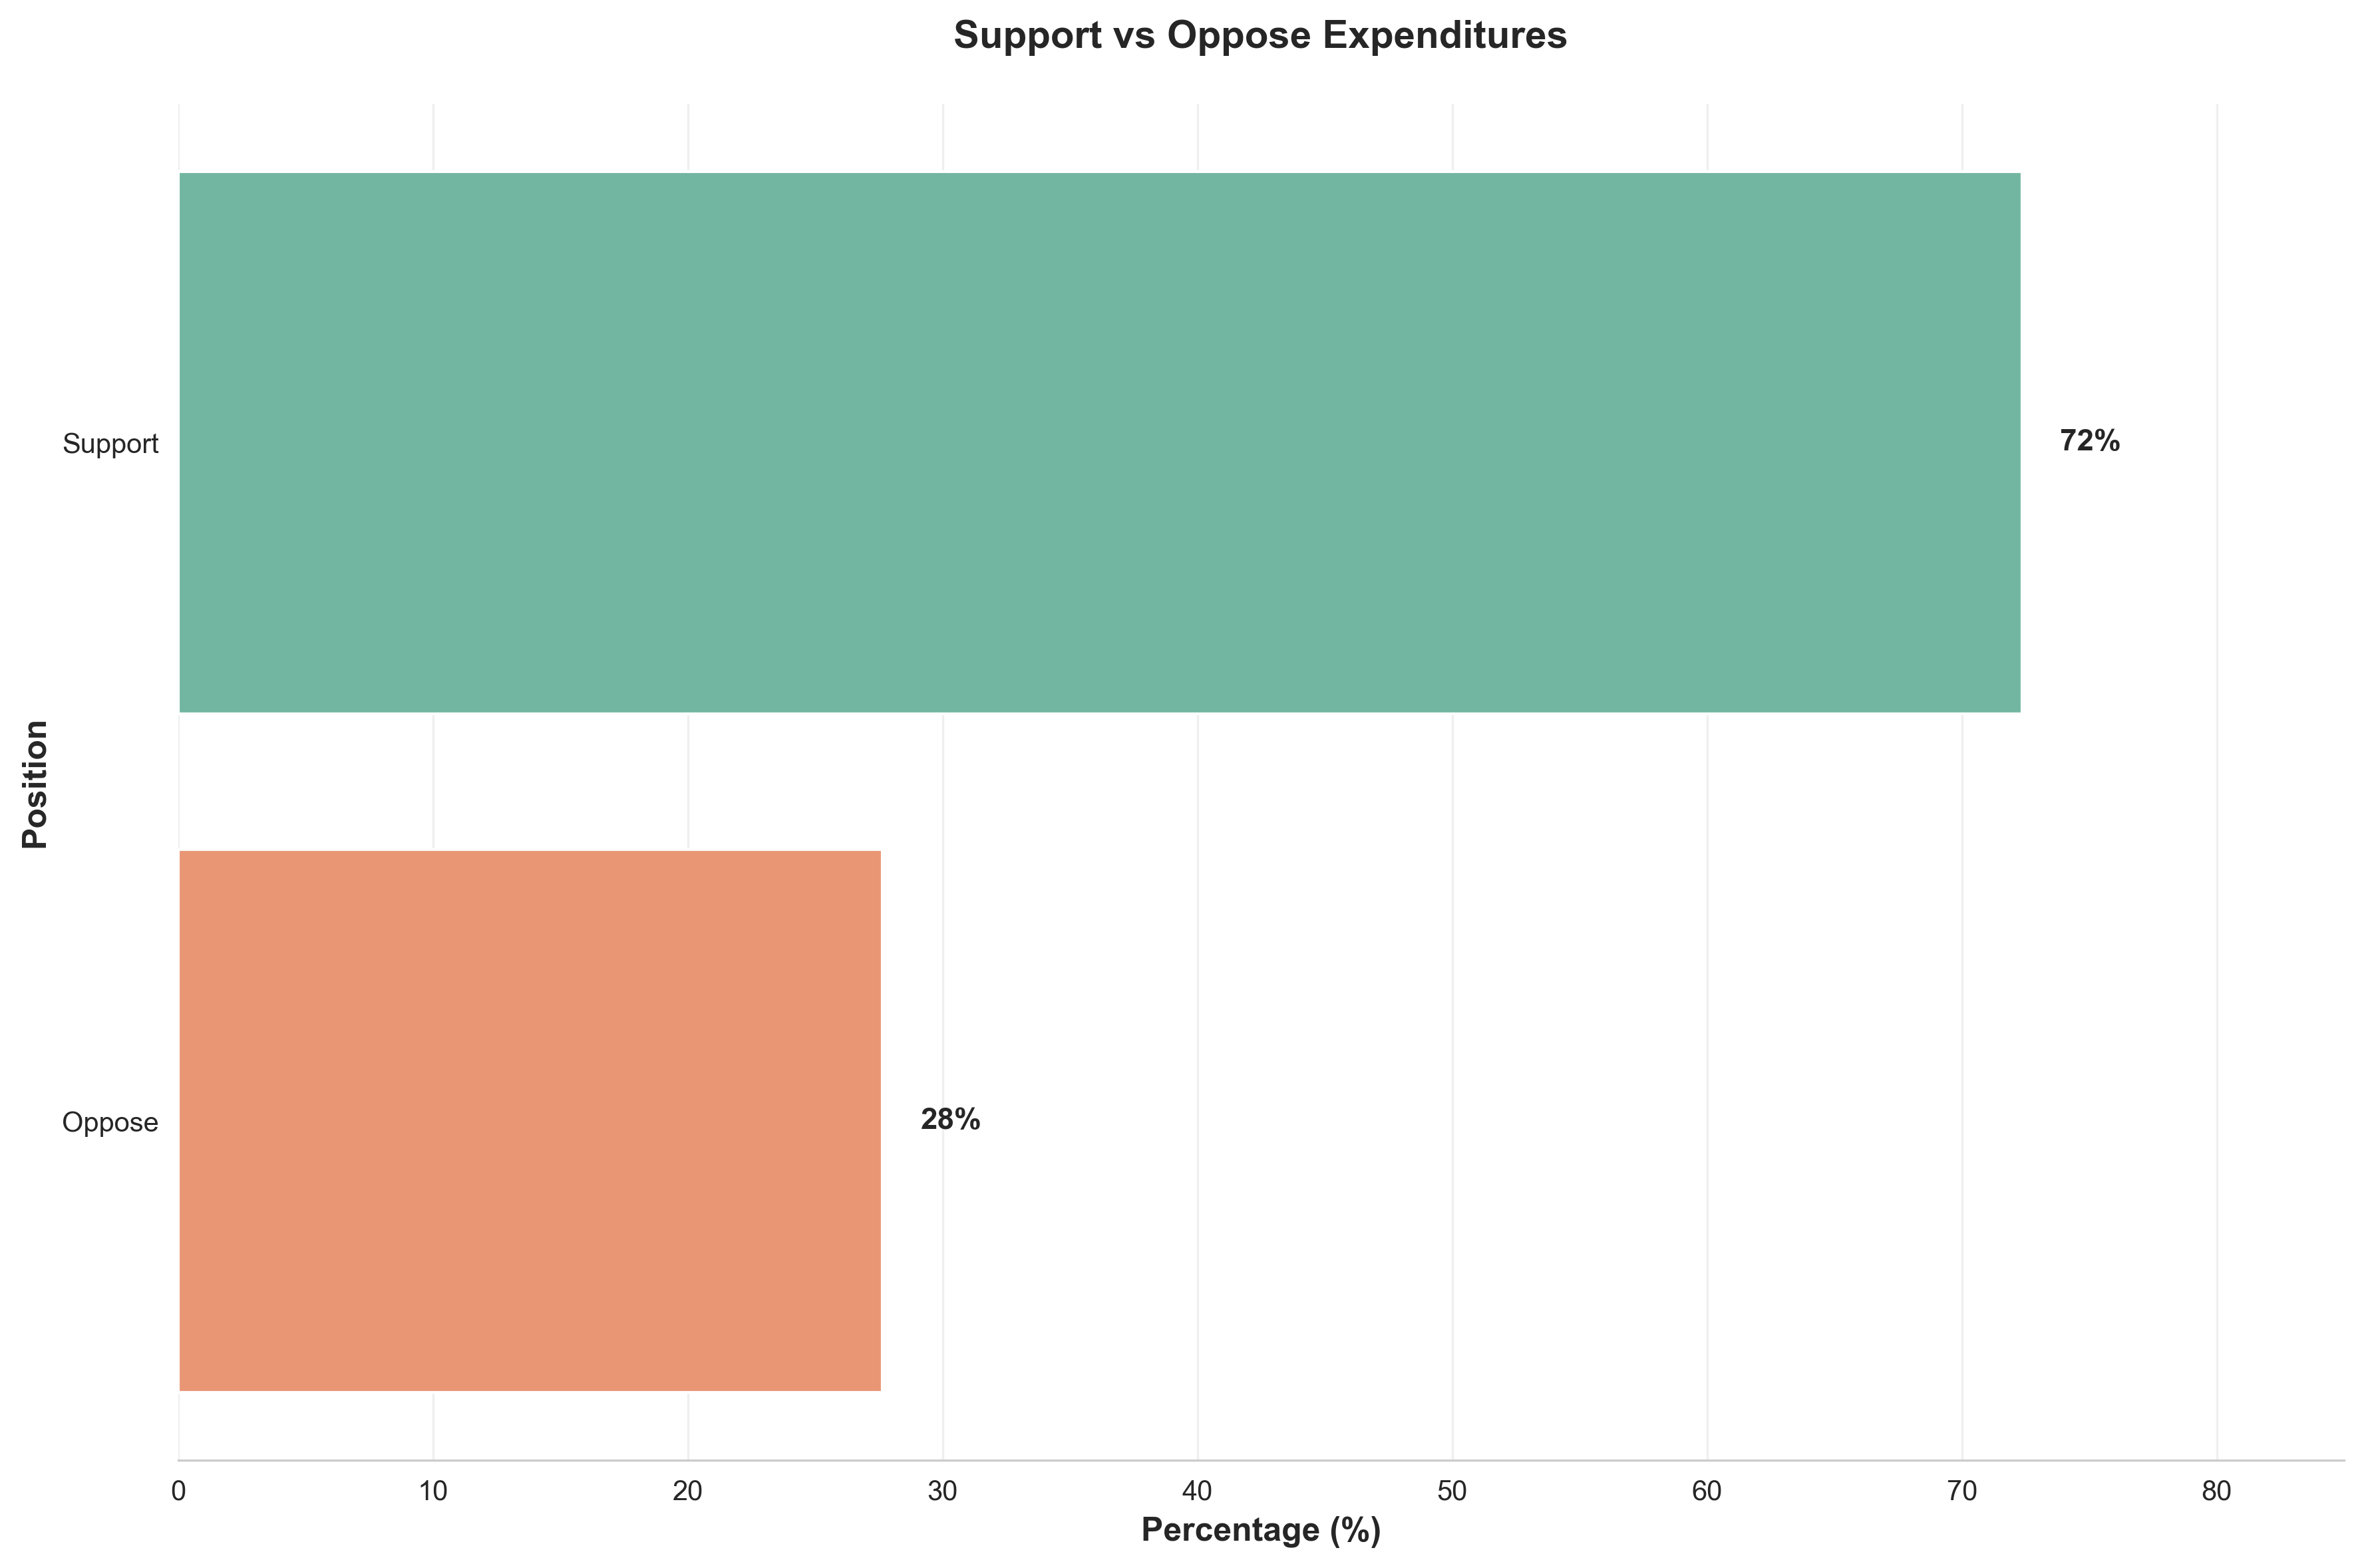 Support vs Oppose Expenditures
Support
72%
Position
Oppose
28%
0 10 20 30 40 50 60 70 80
Percentage (%)